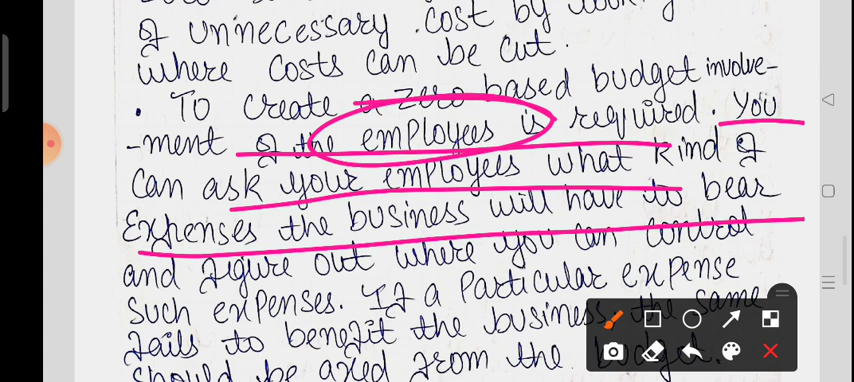 of unnecessary cost by looking
where costs can be cut.
• To create a zero based budget involve-
-ment of the employees is required. You
can ask your employees what kind of
Expenses the business will have to bear
and figure out where you can control
such expenses. If a particular expense
fails to benefit the business, the same
should be axed from the budget.